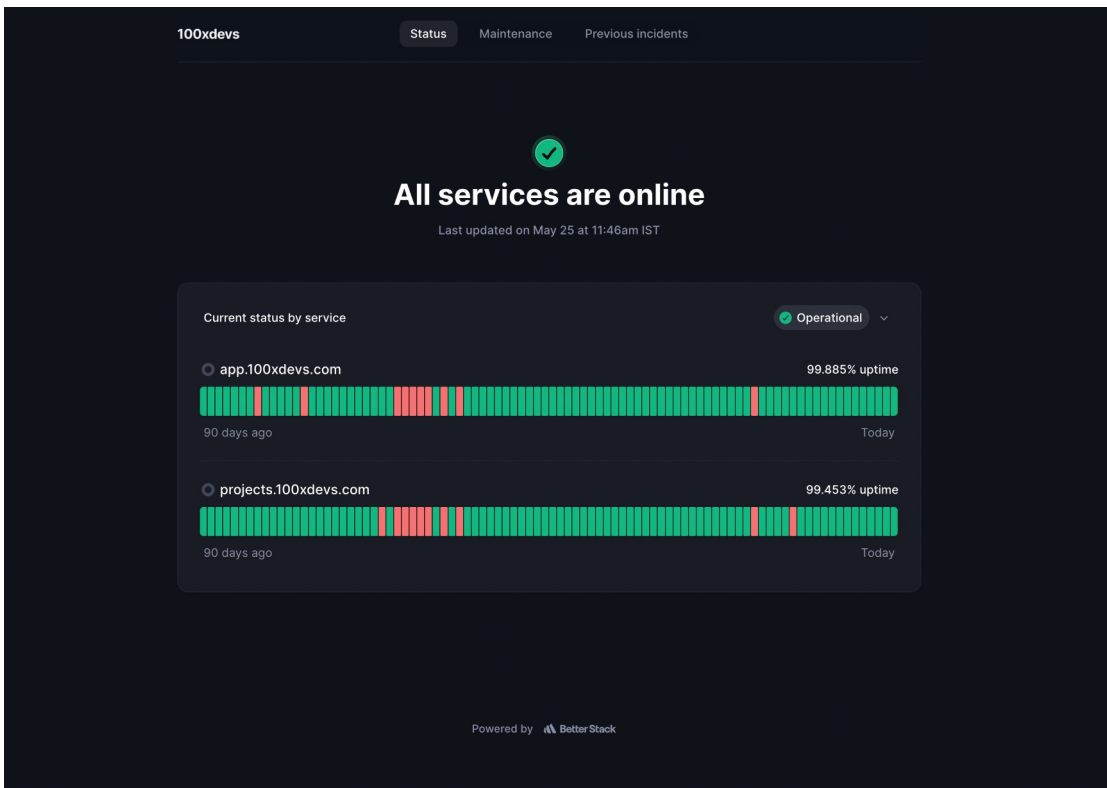 100xdevs Status Maintenance Previous incidents
All services are online
Last updated on May 25 at 11:46am IST
Current status by service Operational
app.100xdevs.com 99.885% uptime
90 days ago Today
projects.100xdevs.com 99.453% uptime
90 days ago Today
Powered by Better Stack